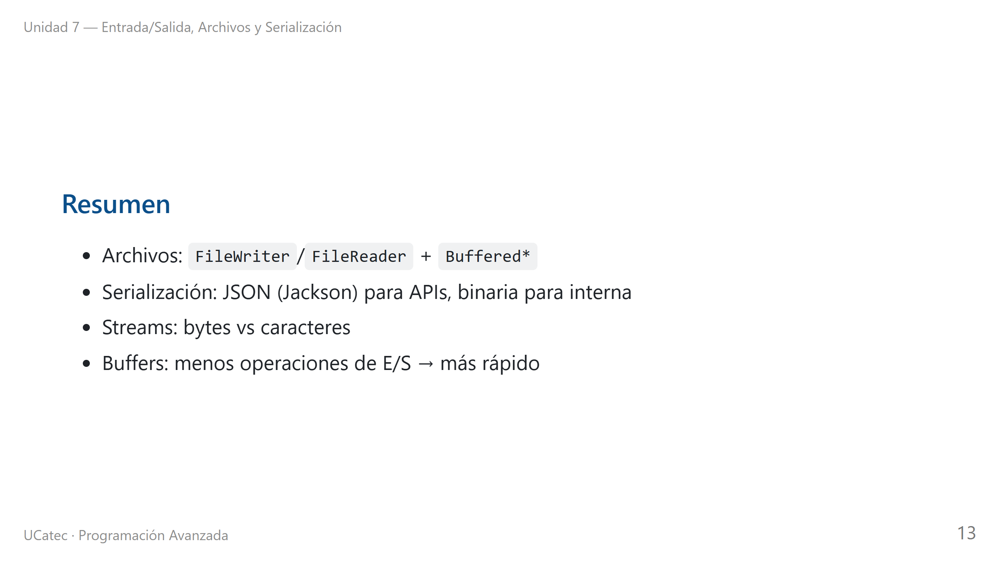 Unidad 7 — Entrada/Salida, Archivos y Serialización
Resumen
• Archivos: FileWriter/FileReader + Buffered*
• Serialización: JSON (Jackson) para APIs, binaria para interna
• Streams: bytes vs caracteres
• Buffers: menos operaciones de E/S → más rápido
UCatec · Programación Avanzada
13